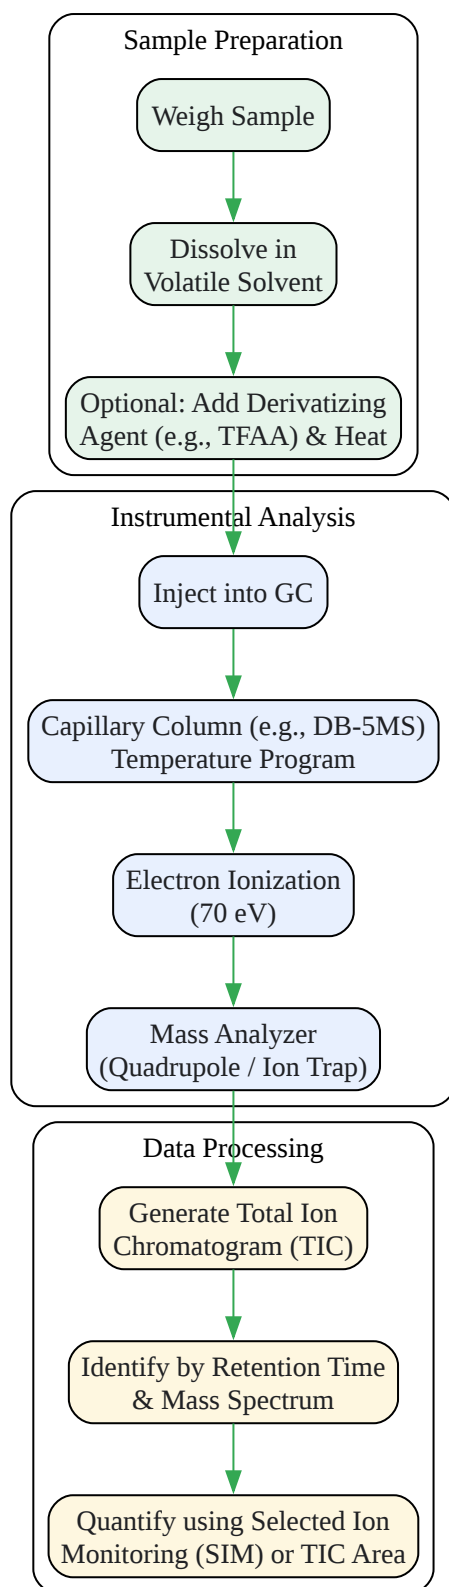 Sample Preparation
Weigh Sample
Dissolve in
Volatile Solvent
Optional: Add Derivatizing
Agent (e.g., TFAA) & Heat
Instrumental Analysis
Inject into GC
Capillary Column (e.g., DB-5MS)
Temperature Program
Electron Ionization
(70 eV)
Mass Analyzer
(Quadrupole / Ion Trap)
Data Processing
Generate Total Ion
Chromatogram (TIC)
Identify by Retention Time
& Mass Spectrum
Quantify using Selected Ion
Monitoring (SIM) or TIC Area